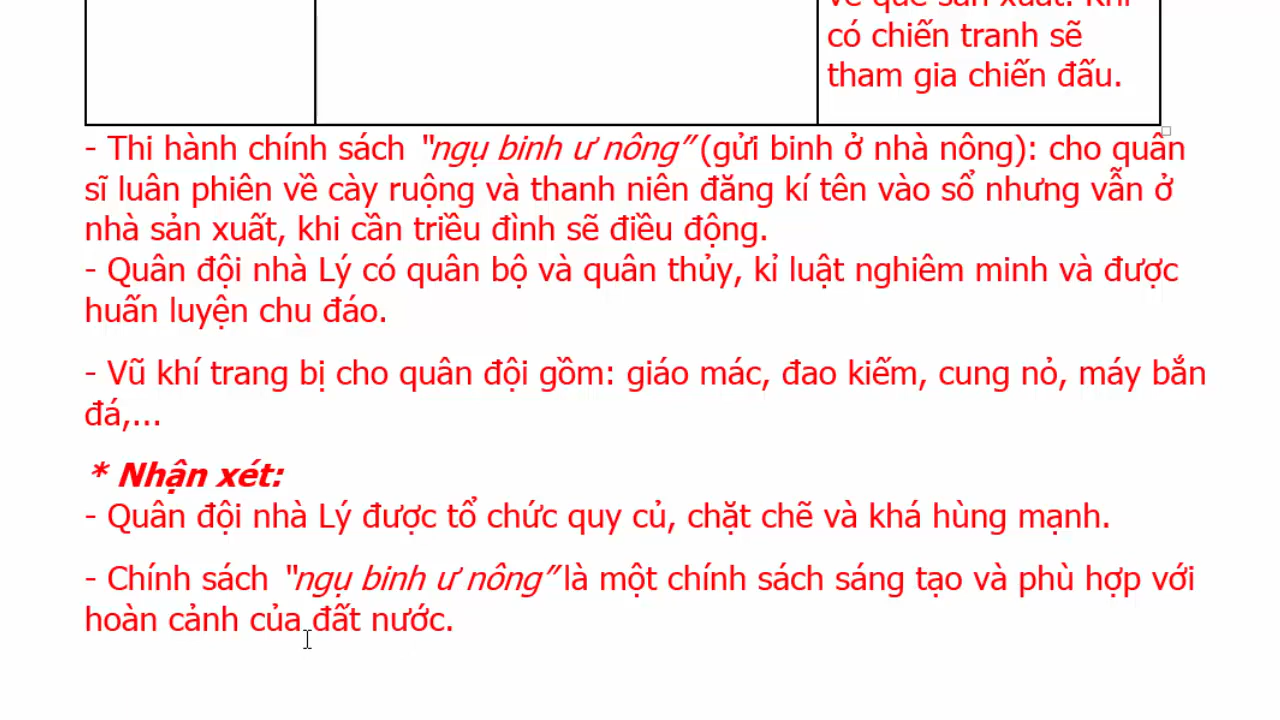 về quê sản xuất. Khi
có chiến tranh sẽ
tham gia chiến đấu.
- Thi hành chính sách "ngụ binh ư nông" (gửi binh ở nhà nông): cho quân
sĩ luân phiên về cày ruộng và thanh niên đăng kí tên vào sổ nhưng vẫn ở
nhà sản xuất, khi cần triều đình sẽ điều động.
- Quân đội nhà Lý có quân bộ và quân thủy, kỉ luật nghiêm minh và được
huấn luyện chu đáo.
- Vũ khí trang bị cho quân đội gồm: giáo mác, đao kiếm, cung nỏ, máy bắn
đá,...
* Nhận xét:
- Quân đội nhà Lý được tổ chức quy củ, chặt chẽ và khá hùng mạnh.
- Chính sách "ngụ binh ư nông" là một chính sách sáng tạo và phù hợp với
hoàn cảnh của đất nước.